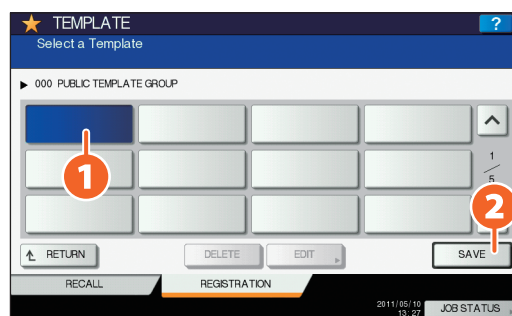 TEMPLATE
?
Select a Template
000 PUBLIC TEMPLATE GROUP
1
1
5
2
RETURN
DELETE
EDIT
SAVE
RECALL
REGISTRATION
2011/05/10
13:27
JOB STATUS